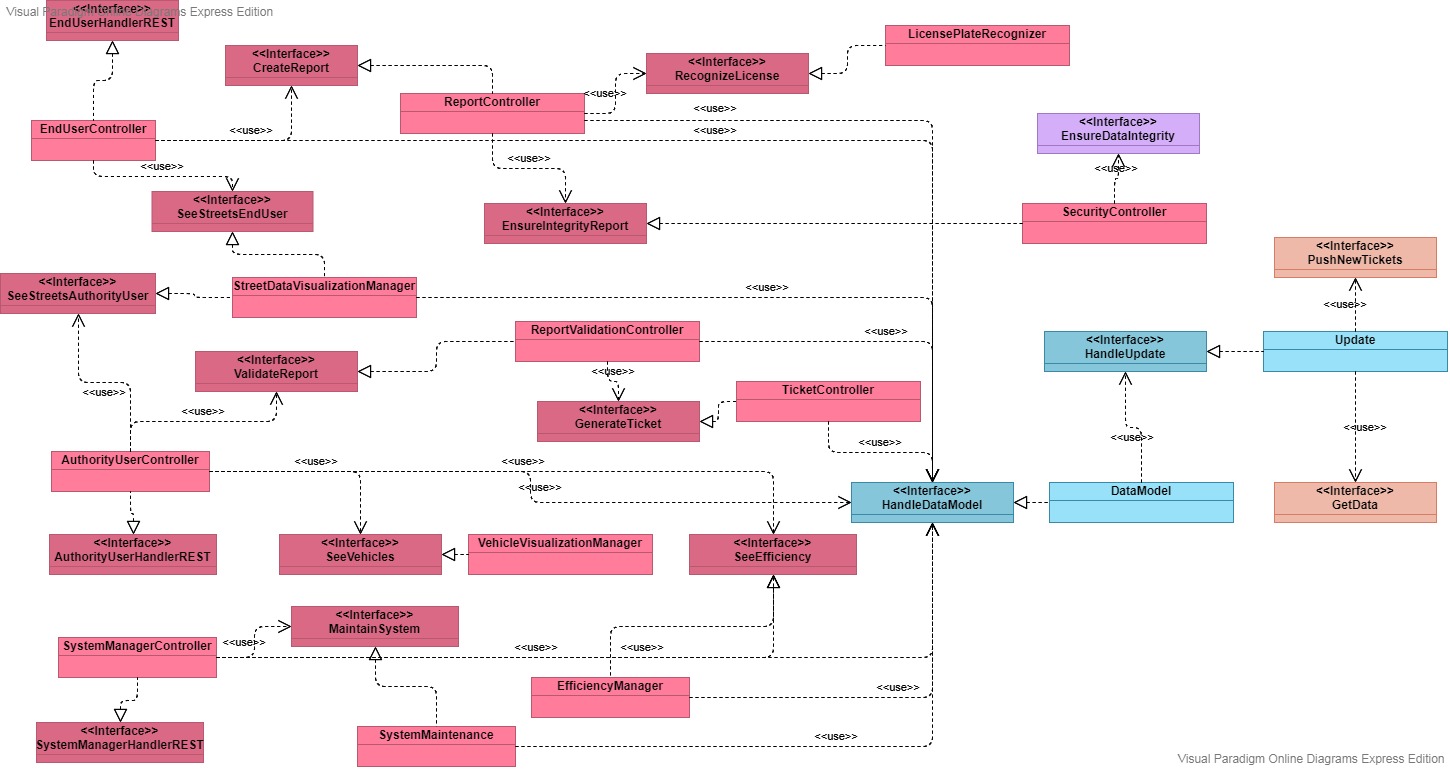 Visual Paradigm Online Diagrams Express Edition
<<Interface>>
EndUserHandlerREST
<<Interface>>
CreateReport
LicensePlateRecognizer
<<Interface>>
RecognizeLicense
ReportController
<<use>>
<<use>>
<<Interface>>
EnsureDataIntegrity
EndUserController
<<use>>
<<use>>
<<use>>
<<use>>
<<use>>
<<Interface>>
SeeStreetsEndUser
<<Interface>>
EnsureIntegrityReport
SecurityController
<<Interface>>
PushNewTickets
<<Interface>>
SeeStreetsAuthorityUser
StreetDataVisualizationManager
<<use>>
<<use>>
ReportValidationController
<<use>>
<<Interface>>
HandleUpdate
Update
<<Interface>>
ValidateReport
<<use>>
<<use>>
TicketController
<<use>>
<<Interface>>
GenerateTicket
<<use>>
<<use>>
<<use>>
AuthorityUserController
<<use>>
<<use>>
<<use>>
<<Interface>>
HandleDataModel
DataModel
<<Interface>>
GetData
<<Interface>>
AuthorityUserHandlerREST
<<Interface>>
SeeVehicles
VehicleVisualizationManager
<<Interface>>
SeeEfficiency
<<Interface>>
MaintainSystem
SystemManagerController
<<use>>
<<use>>
<<use>>
EfficiencyManager
<<use>>
<<Interface>>
SystemManagerHandlerREST
SystemMaintenance
<<use>>
Visual Paradigm Online Diagrams Express Edition